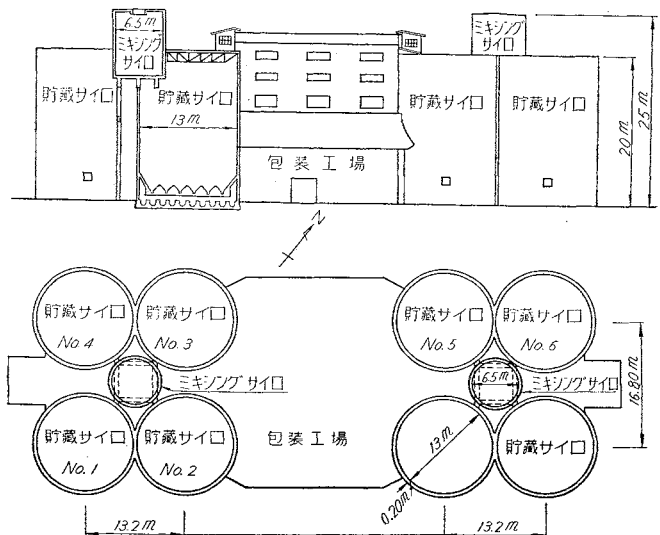 6.5m
ミキシング
サイロ
貯蔵サイロ
貯蔵サイロ
13m
包装工場
ミキシング
サイロ
貯蔵サイロ
貯蔵サイロ
20m
25m
N
貯蔵サイロ
No.4
貯蔵サイロ
No.3
貯蔵サイロ
No.5
貯蔵サイロ
No.6
ミキシングサイロ
6.5m
ミキシングサイロ
16.80m
貯蔵サイロ
No.1
貯蔵サイロ
No.2
包装工場
13m
貯蔵サイロ
0.20m
13.2m
13.2m